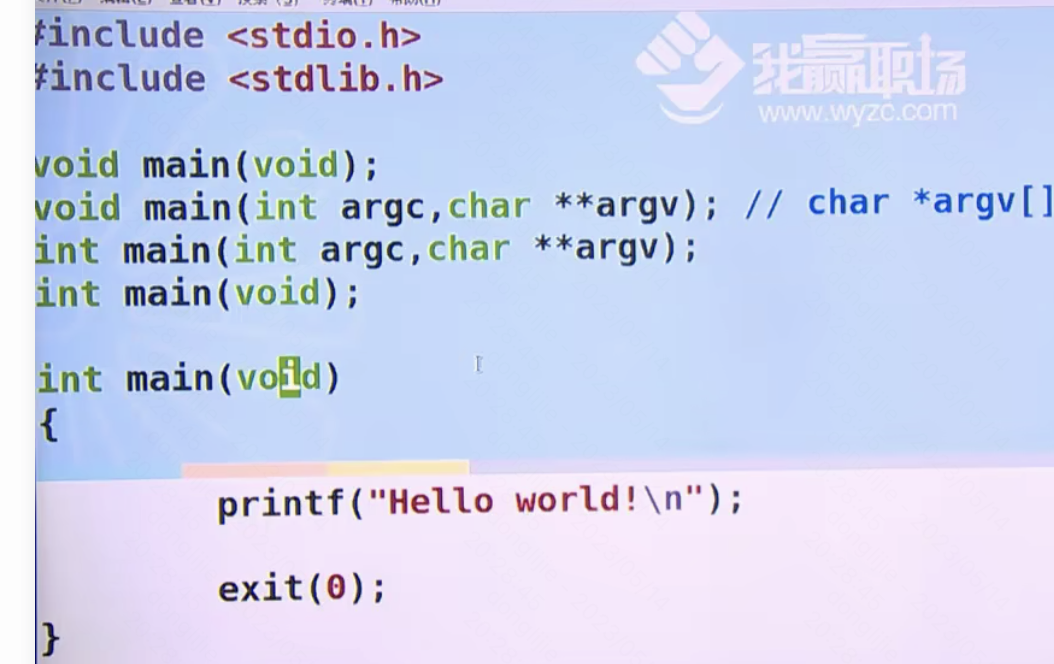 我赢职场
www.wyzc.com
#include <stdio.h>
#include <stdlib.h>
void main(void);
void main(int argc,char **argv); // char *argv[]
int main(int argc,char **argv);
int main(void);
int main(void)
{
printf("Hello world!\n");
exit(0);
}